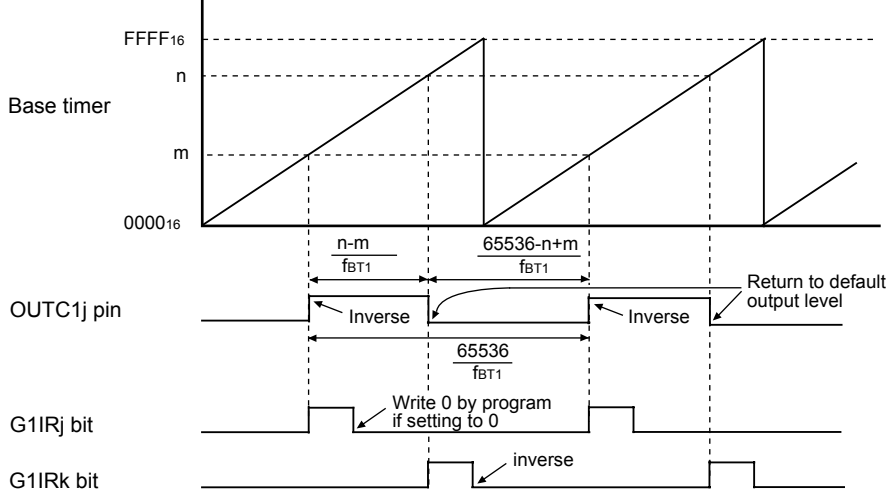 FFFF16
n
Base timer
m
000016
n-m
fBT1
65536-n+m
fBT1
Return to default
output level
OUTC1j pin
Inverse
Inverse
65536
fBT1
Write 0 by program
if setting to 0
G1IRj bit
inverse
G1IRk bit